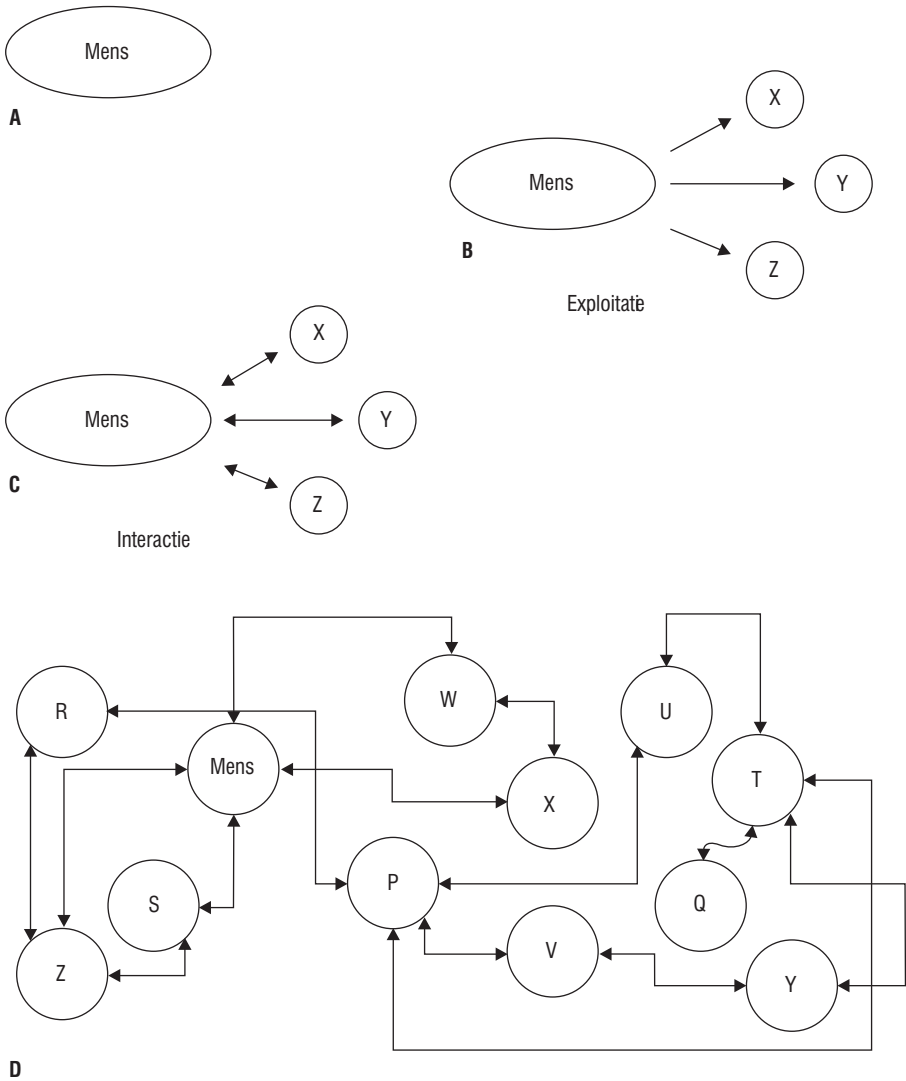 Mens
A
X
Mens
Y
B
Z
Exploitatie
X
Mens
Y
C
Z
Interactie
W
R
U
Mens
T
X
P
S
Q
V
Z
Y
D